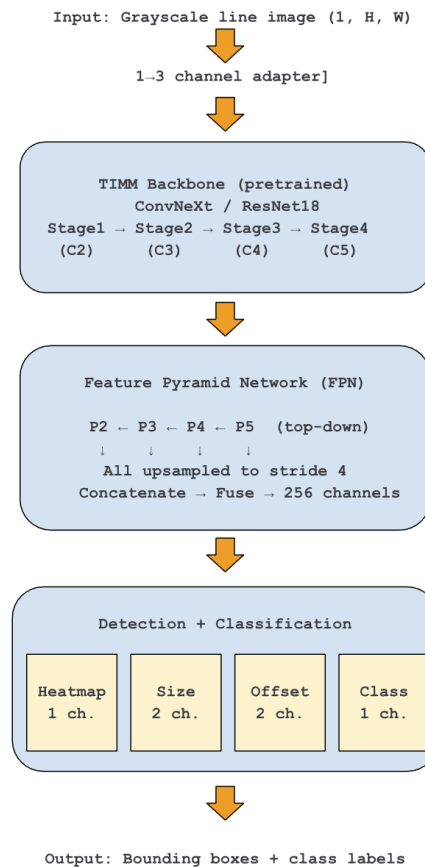 Input: Grayscale line image (1, H, W)
1→3 channel adapter]
TIMM Backbone (pretrained)
ConvNeXt / ResNet18
Stage1 → Stage2 → Stage3 → Stage4
(C2) (C3) (C4) (C5)
Feature Pyramid Network (FPN)
P2 ← P3 ← P4 ← P5 (top-down)
↓ ↓ ↓ ↓
All upsampled to stride 4
Concatenate → Fuse → 256 channels
Detection + Classification
Heatmap Size Offset Class
1 ch. 2 ch. 2 ch. 1 ch.
Output: Bounding boxes + class labels